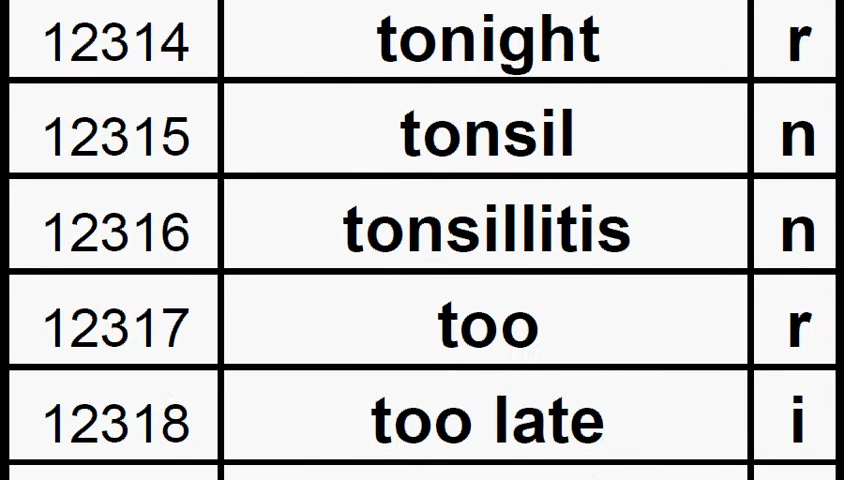 12314 tonight r
12315 tonsil n
12316 tonsillitis n
12317 too r
12318 too late i